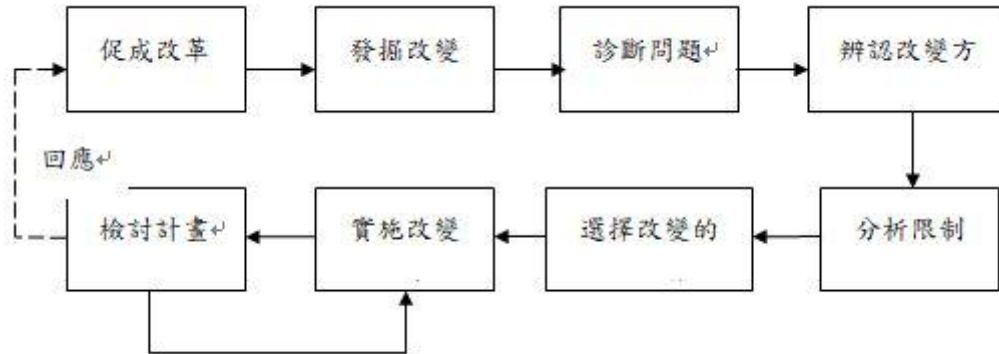 促成改革
發掘改變
診斷問題
辨認改變方
回應
檢討計畫
實施改變
選擇改變的
分析限制